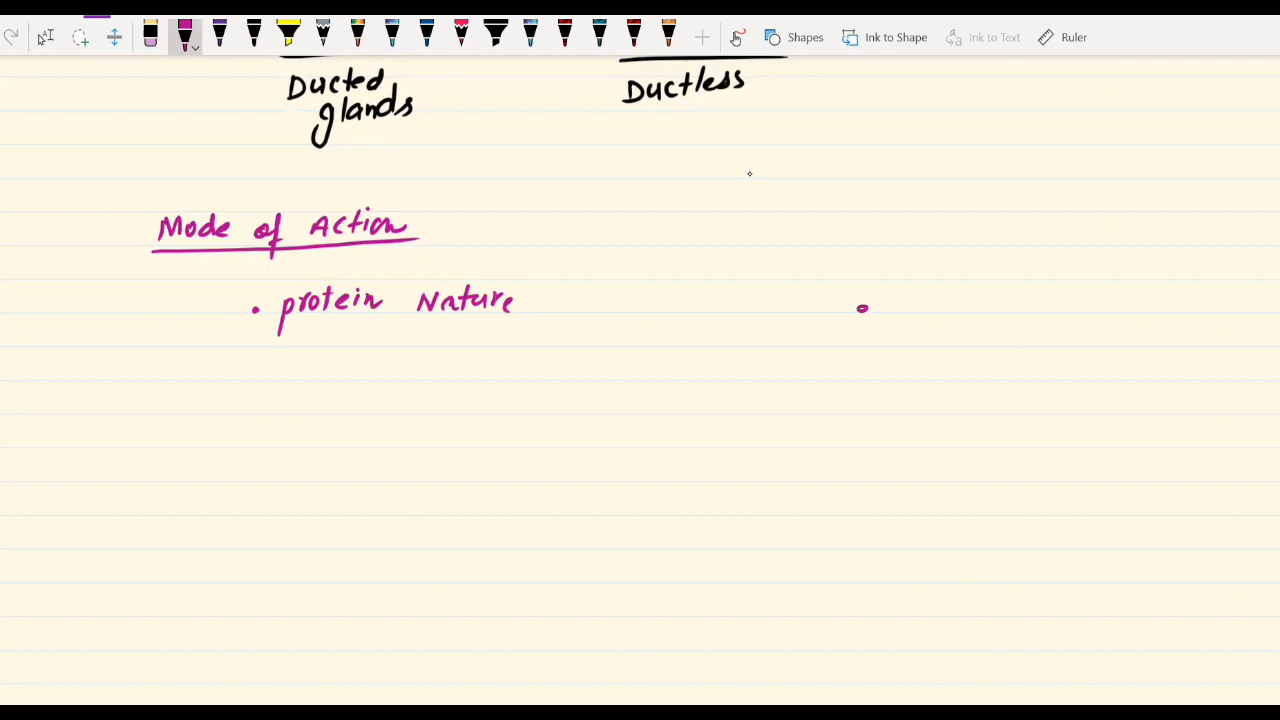 Shapes Ink to Shape Ink to Text Ruler
Ducted Ductless
glands
Mode of Action
• protein Nature •